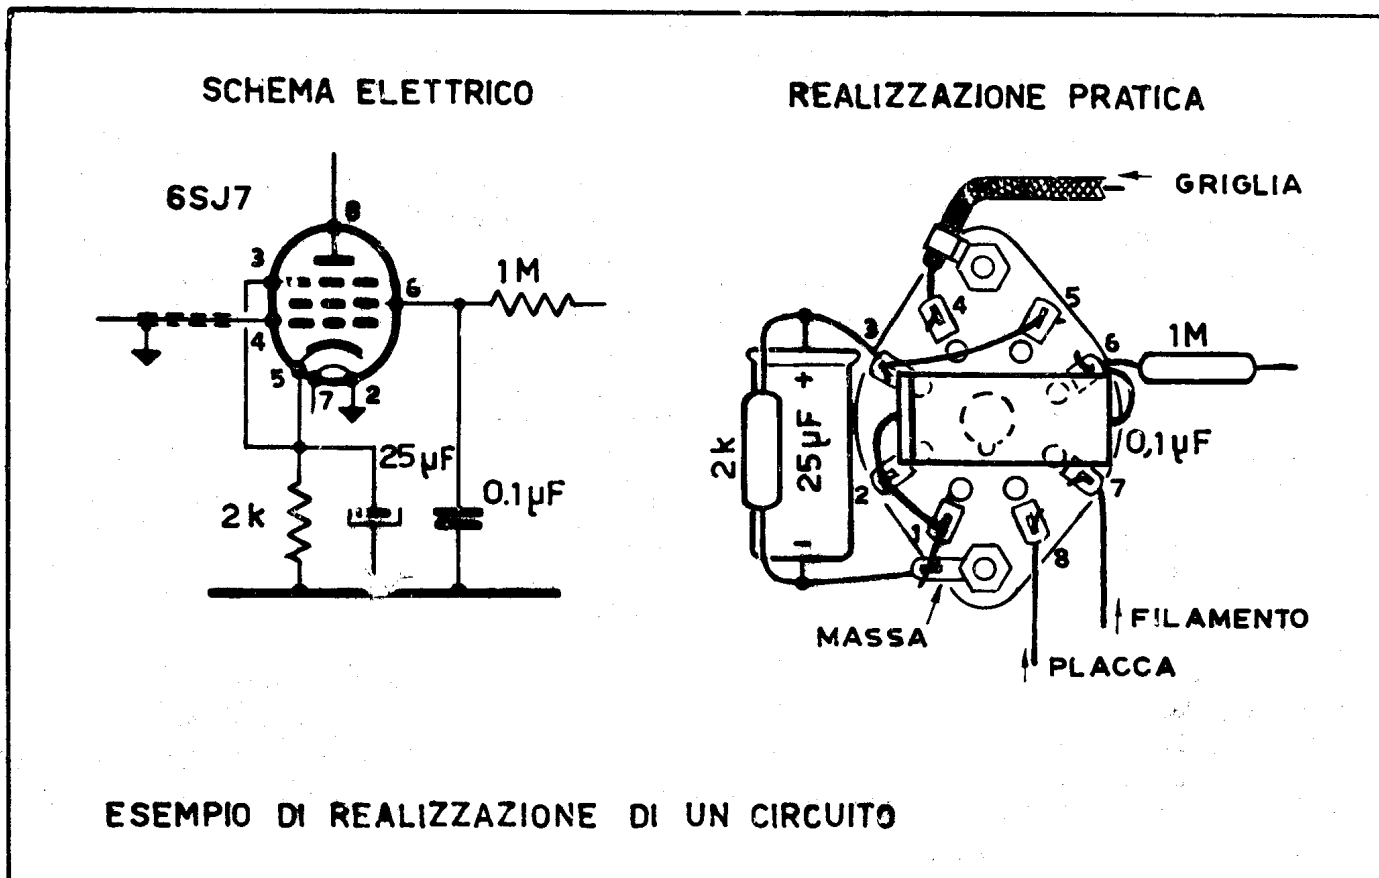 SCHEMA ELETTRICO
6SJ7
8
3
6
1M
4
5
7
2
25µF
0.1µF
2k
REALIZZAZIONE PRATICA
GRIGLIA
4
5
3
6
1M
+
25µF
2k
0,1µF
2
7
1
8
-
MASSA
FILAMENTO
PLACCA
ESEMPIO DI REALIZZAZIONE DI UN CIRCUITO